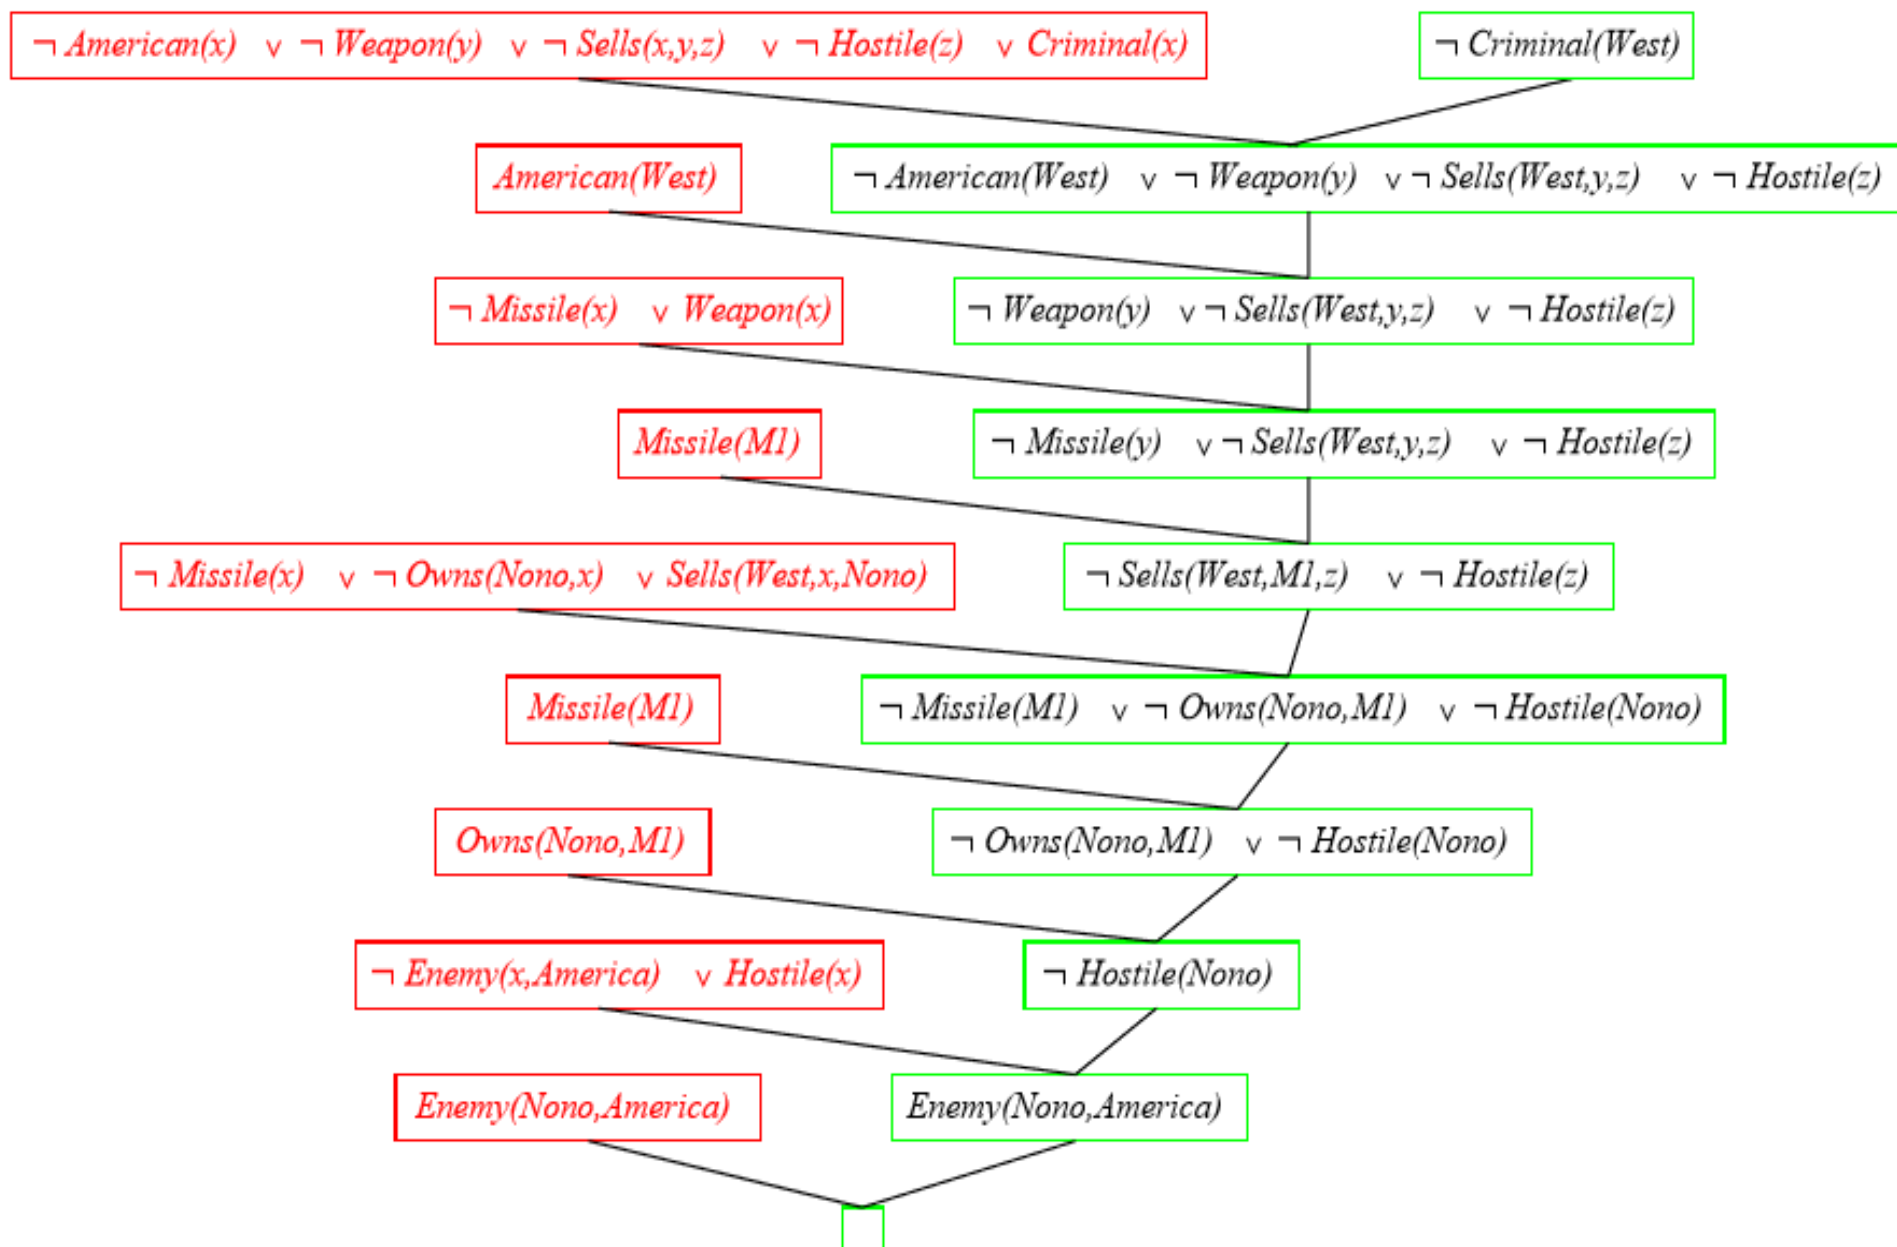 ¬ American(x) ∨ ¬ Weapon(y) ∨ ¬ Sells(x,y,z) ∨ ¬ Hostile(z) ∨ Criminal(x) ¬ Criminal(West)
American(West) ¬ American(West) ∨ ¬ Weapon(y) ∨ ¬ Sells(West,y,z) ∨ ¬ Hostile(z)
¬ Missile(x) ∨ Weapon(x) ¬ Weapon(y) ∨ ¬ Sells(West,y,z) ∨ ¬ Hostile(z)
Missile(M1) ¬ Missile(y) ∨ ¬ Sells(West,y,z) ∨ ¬ Hostile(z)
¬ Missile(x) ∨ ¬ Owns(Nono,x) ∨ Sells(West,x,Nono) ¬ Sells(West,M1,z) ∨ ¬ Hostile(z)
Missile(M1) ¬ Missile(M1) ∨ ¬ Owns(Nono,M1) ∨ ¬ Hostile(Nono)
Owns(Nono,M1) ¬ Owns(Nono,M1) ∨ ¬ Hostile(Nono)
¬ Enemy(x,America) ∨ Hostile(x) ¬ Hostile(Nono)
Enemy(Nono,America) Enemy(Nono,America)